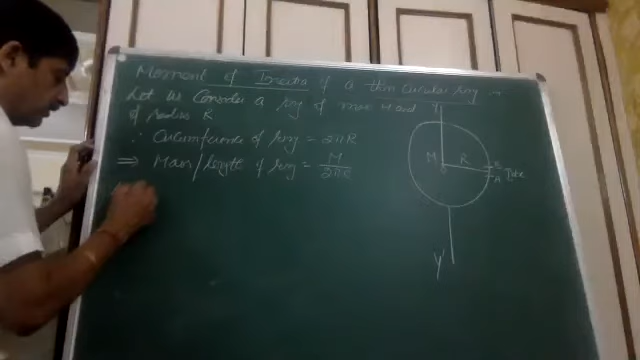 Moment of Inertia of a thin circular ring :-
Let us Consider a ring of mass M and
of radius R
∴ Circumference of ring = 2πR
⇒ Mass/length of ring = M/2πR
Y
M
R
B
A
Y'